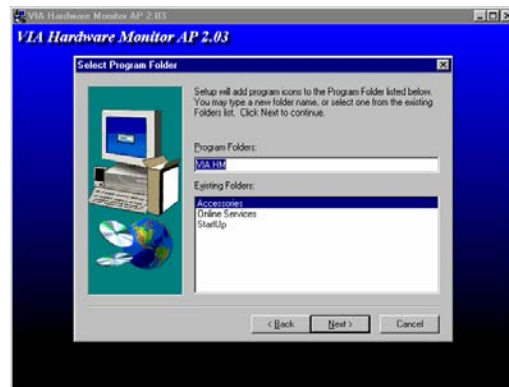 VIA Hardware Monitor AP 2.03
VIA Hardware Monitor AP 2.03
Select Program Folder
Setup will add program icons to the Program Folder listed below.
You may type a new folder name, or select one from the existing
Folders list. Click Next to continue.
Program Folders:
VIA HM
Existing Folders:
Accessories
Online Services
StartUp
< Back
Next >
Cancel